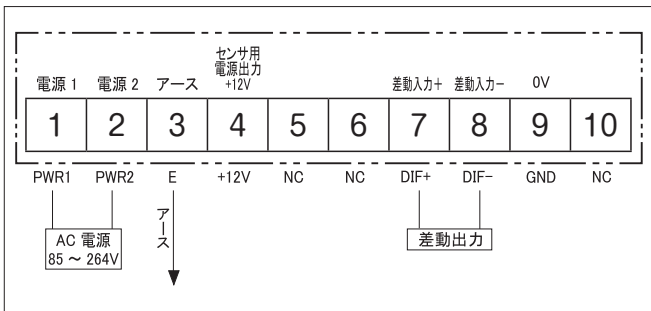 センサ用
電源出力
電源 1 電源 2 アース +12V 差動入力+ 差動入力- 0V
1 2 3 4 5 6 7 8 9 10
PWR1 PWR2 E +12V NC NC DIF+ DIF- GND NC
アース
AC 電源
85 ～ 264V
差動出力